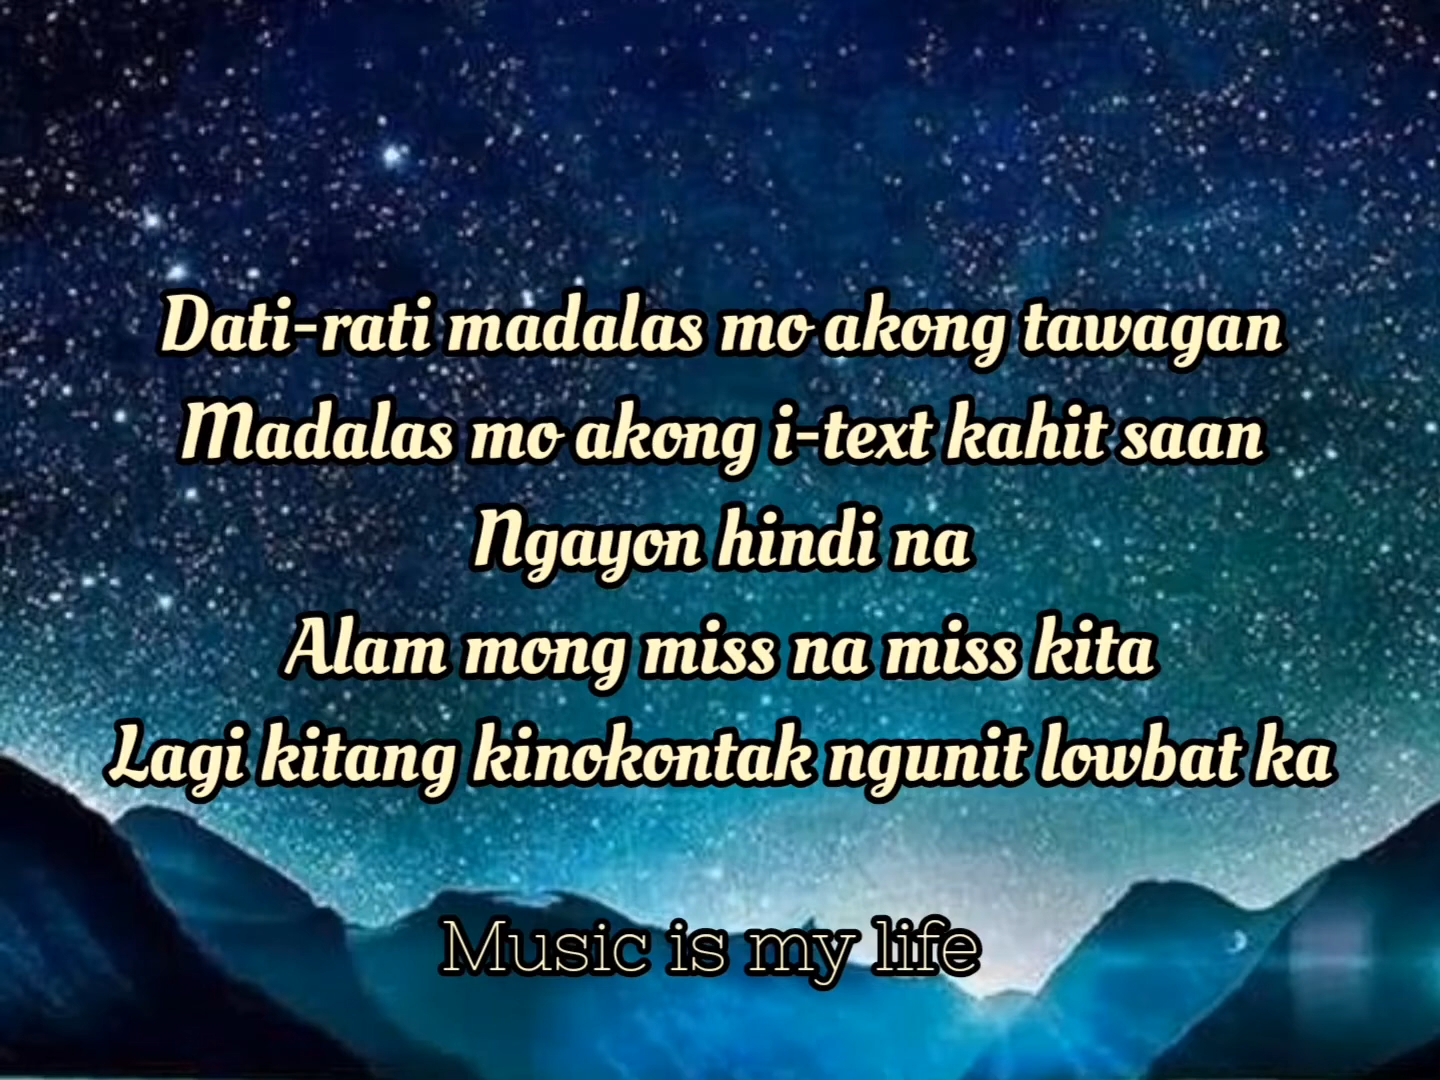 Dati-rati madalas mo akong tawagan
Madalas mo akong i-text kahit saan
Ngayon hindi na
Alam mong miss na miss kita
Lagi kitang kinokontak ngunit lowbat ka
Music is my life